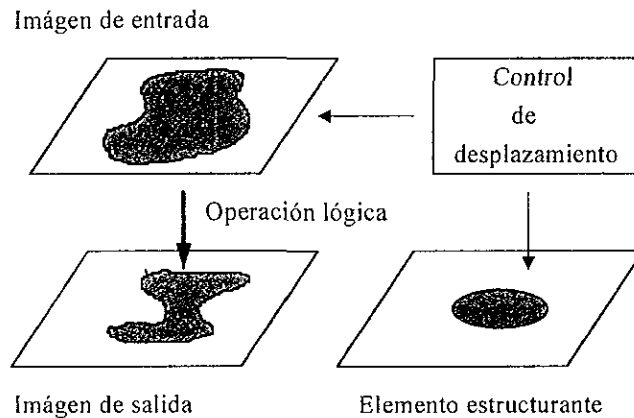 Imágen de entrada
Control
de
desplazamiento
Operación lógica
Imágen de salida
Elemento estructurante